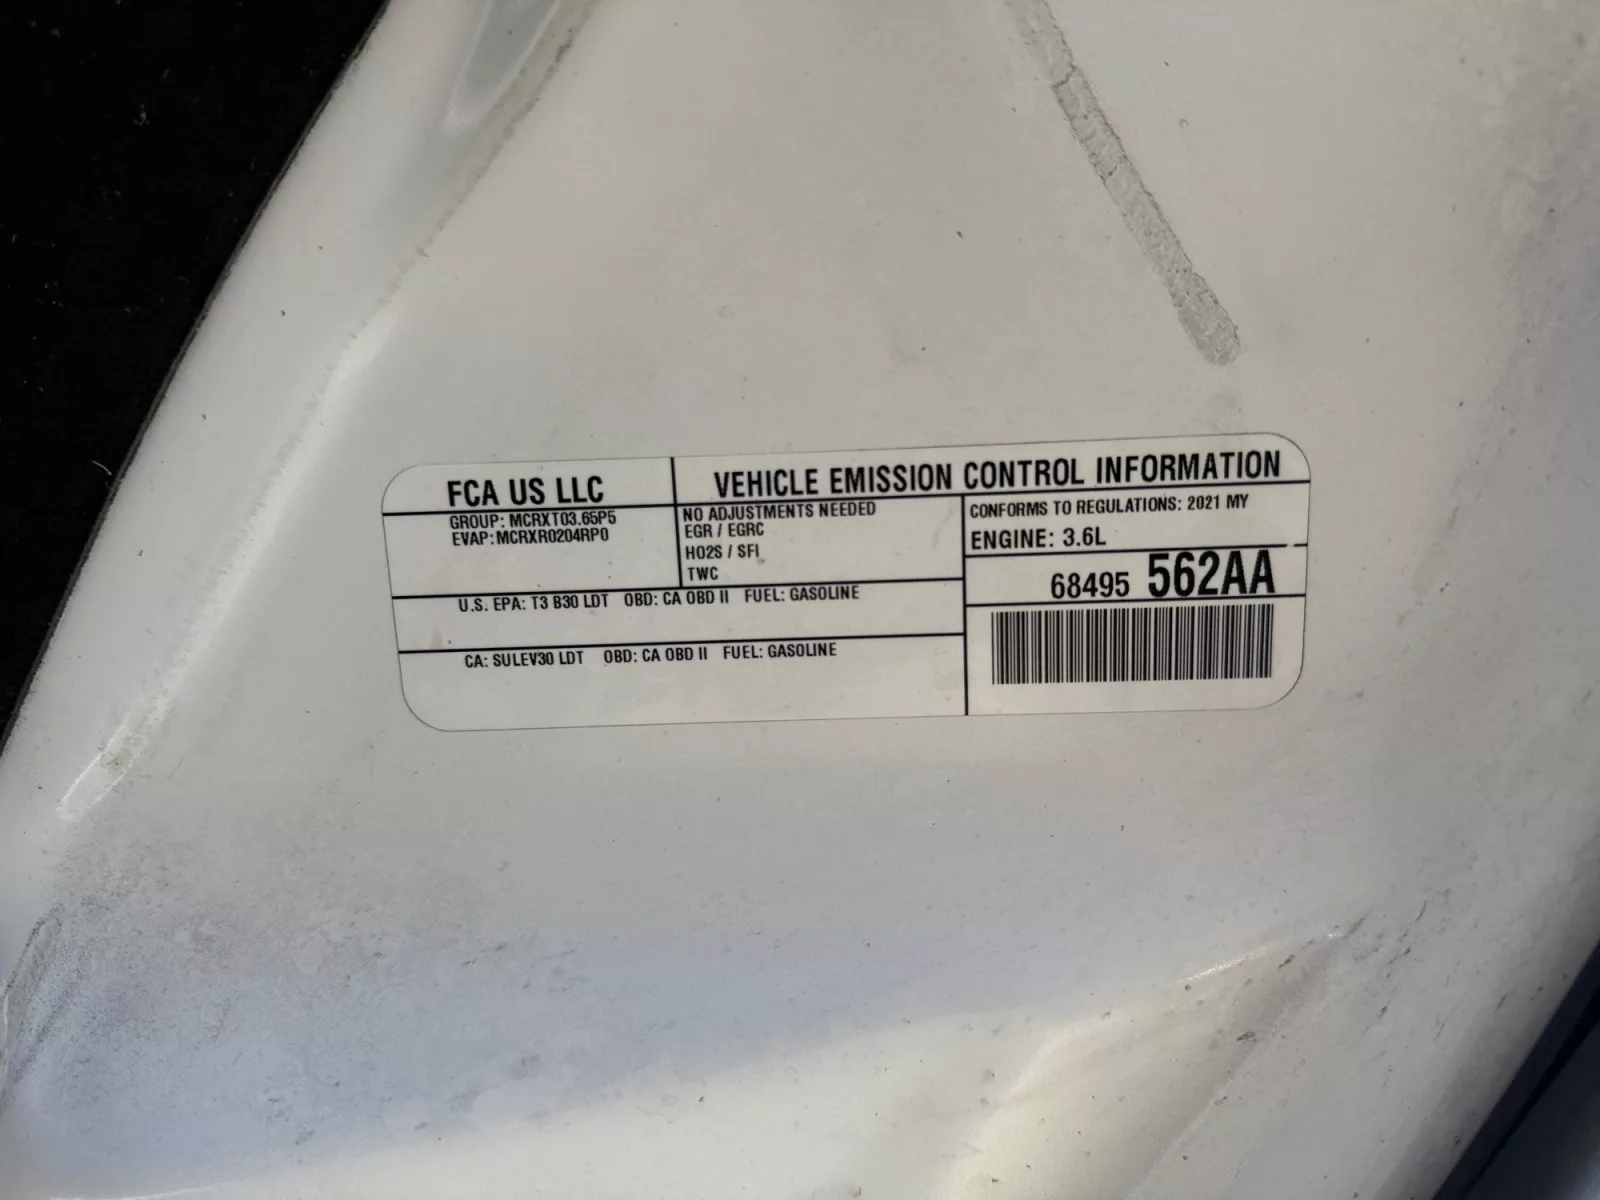 FCA US LLC
VEHICLE EMISSION CONTROL INFORMATION
GROUP: MCRXT03.65P5
EVAP:MCRXR0204RP0
NO ADJUSTMENTS NEEDED
EGR / EGRC
HO2S / SFI
TWC
CONFORMS TO REGULATIONS: 2021 MY
ENGINE: 3.6L
68495 562AA
U.S. EPA: T3 B30 LDT OBD: CA OBD II FUEL: GASOLINE
CA: SULEV30 LDT OBD: CA OBD II FUEL: GASOLINE